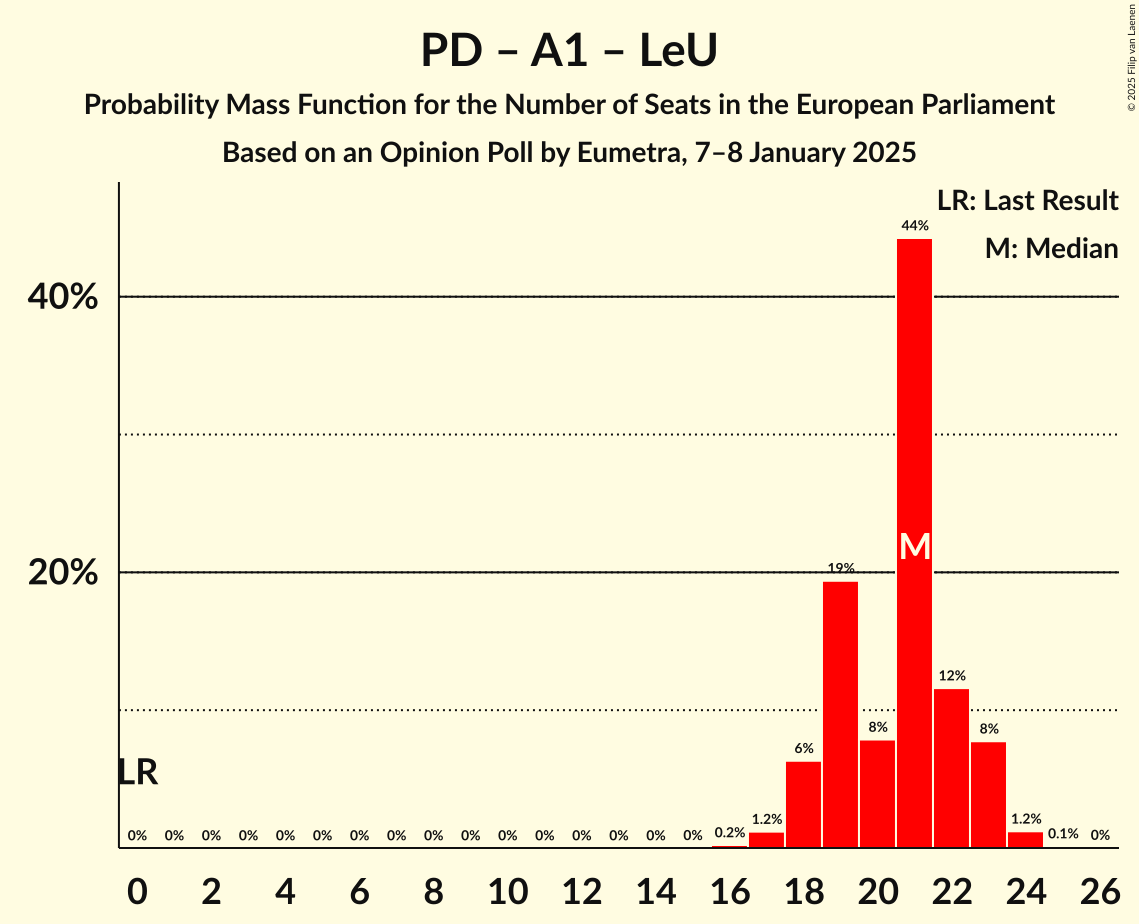 PD – A1 – LeU
Probability Mass Function for the Number of Seats in the European Parliament
Based on an Opinion Poll by Eumetra, 7–8 January 2025
© 2025 Filip van Laenen
LR: Last Result
M: Median
44%
40%
M
20%
19%
12%
8%
8%
6%
LR
0% 0% 0% 0% 0% 0% 0% 0% 0% 0% 0% 0% 0% 0% 0% 0% 0.2% 1.2% 1.2% 0.1% 0%
0 2 4 6 8 10 12 14 16 18 20 22 24 26